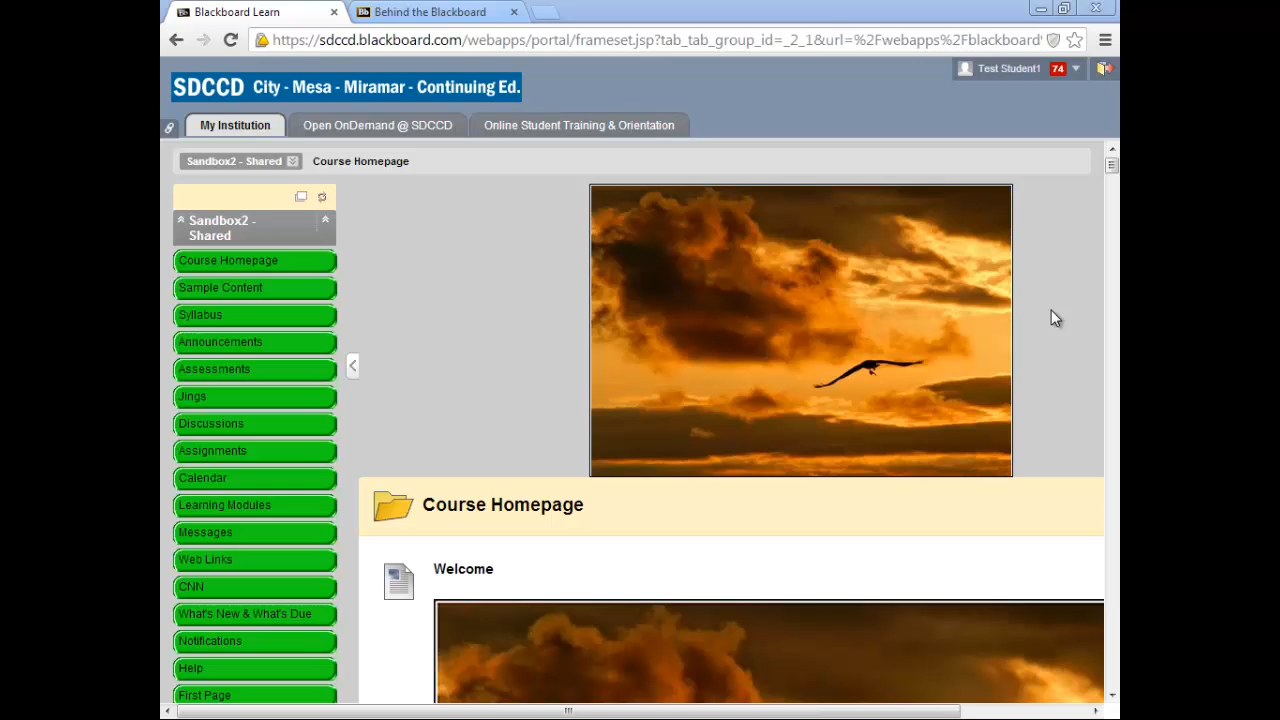 Blackboard Learn
Behind the Blackboard
https://sdccd.blackboard.com/webapps/portal/frameset.jsp?tab_tab_group_id=_2_1&url=%2Fwebapps%2Fblackboard
Test Student1 74
SDCCD City - Mesa - Miramar - Continuing Ed.
My Institution
Open OnDemand @ SDCCD
Online Student Training & Orientation
Sandbox2 - Shared
Course Homepage
Sandbox2 -
Shared
Course Homepage
Sample Content
Syllabus
Announcements
Assessments
Jings
Discussions
Assignments
Calendar
Learning Modules
Messages
Web Links
CNN
What's New & What's Due
Notifications
Help
First Page
Course Homepage
Welcome